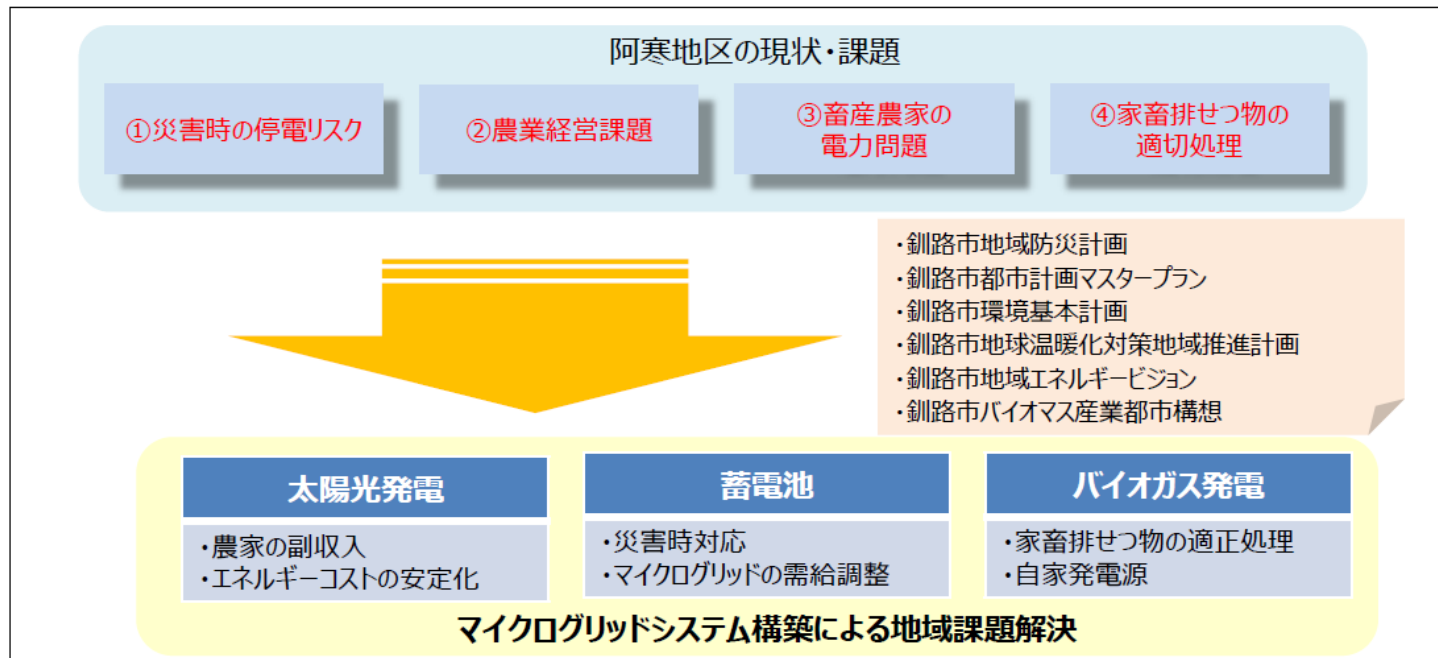 阿寒地区の現状・課題
①災害時の停電リスク
②農業経営課題
③畜産農家の
電力問題
④家畜排せつ物の
適切処理
・釧路市地域防災計画
・釧路市都市計画マスタープラン
・釧路市環境基本計画
・釧路市地球温暖化対策地域推進計画
・釧路市地域エネルギービジョン
・釧路市バイオマス産業都市構想
太陽光発電
・農家の副収入
・エネルギーコストの安定化
蓄電池
・災害時対応
・マイクログリッドの需給調整
バイオガス発電
・家畜排せつ物の適正処理
・自家発電源
マイクログリッドシステム構築による地域課題解決